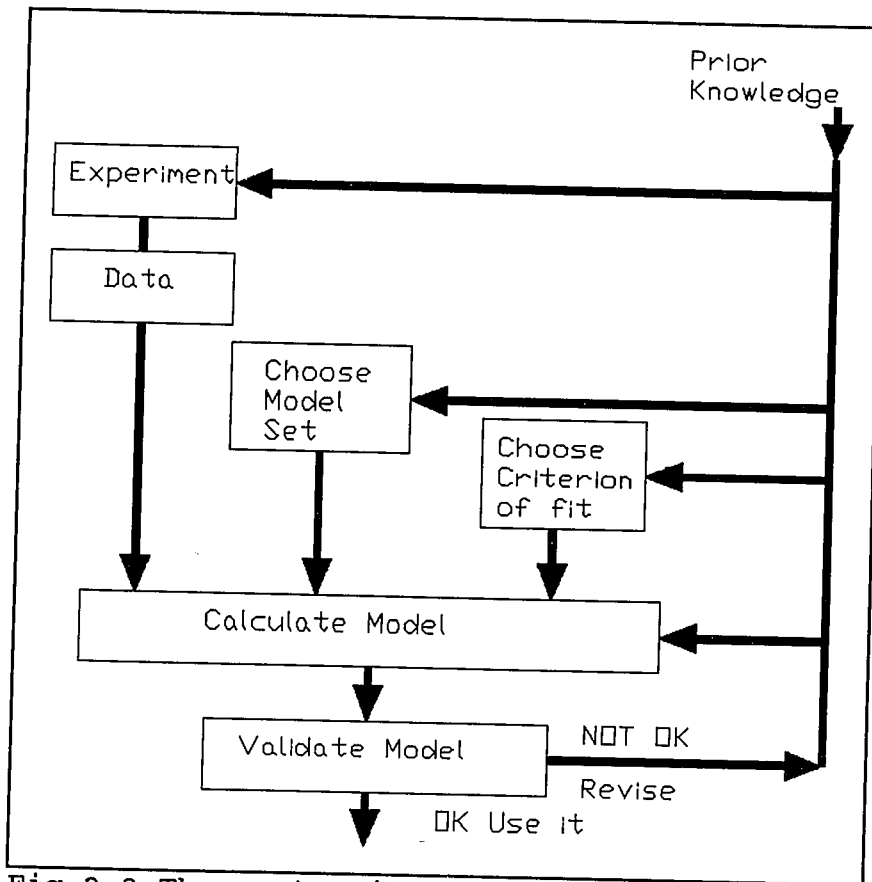 Prior
Knowledge
Experiment
Data
Choose
Model
Set
Choose
Criterion
of fit
Calculate Model
Validate Model
NOT OK
Revise
OK Use it